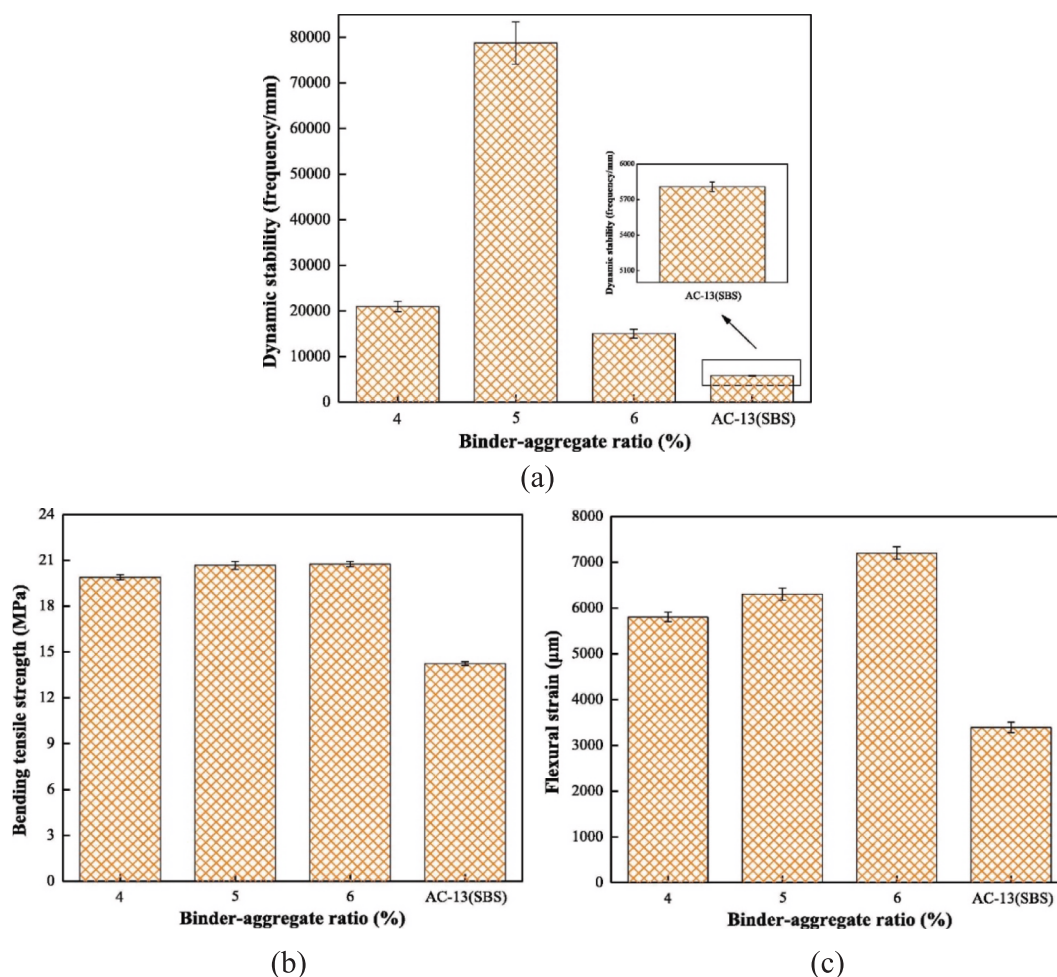 Dynamic stability (frequency/mm)
80000
70000
60000
50000
40000
30000
20000
10000
0
4
5
6
AC-13(SBS)
Binder-aggregate ratio (%)
Dynamic stability (frequency/mm)
6000
5700
5400
5100
AC-13(SBS)
(a)
Bending tensile strength (MPa)
24
21
18
15
12
9
6
3
0
4
5
6
AC-13(SBS)
Binder-aggregate ratio (%)
(b)
Flexural strain (μm)
8000
7000
6000
5000
4000
3000
2000
1000
0
4
5
6
AC-13(SBS)
Binder-aggregate ratio (%)
(c)